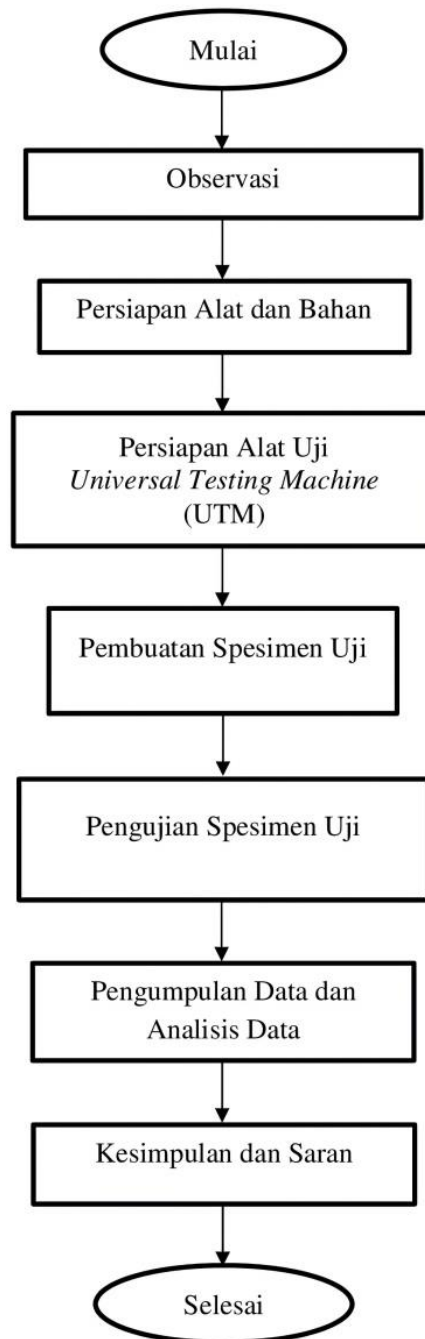 Mulai
Observasi
Persiapan Alat dan Bahan
Persiapan Alat Uji
Universal Testing Machine
(UTM)
Pembuatan Spesimen Uji
Pengujian Spesimen Uji
Pengumpulan Data dan
Analisis Data
Kesimpulan dan Saran
Selesai